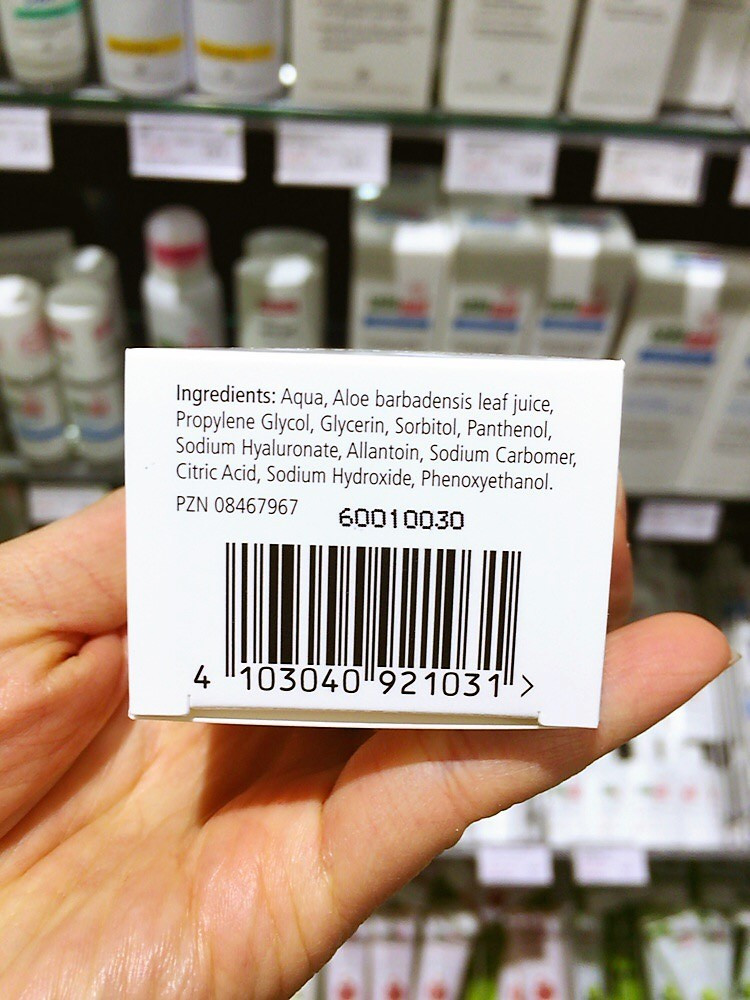 Ingredients: Aqua, Aloe barbadensis leaf juice,
Propylene Glycol, Glycerin, Sorbitol, Panthenol,
Sodium Hyaluronate, Allantoin, Sodium Carbomer,
Citric Acid, Sodium Hydroxide, Phenoxyethanol.
PZN 08467967 60010030
4 103040 921031 >